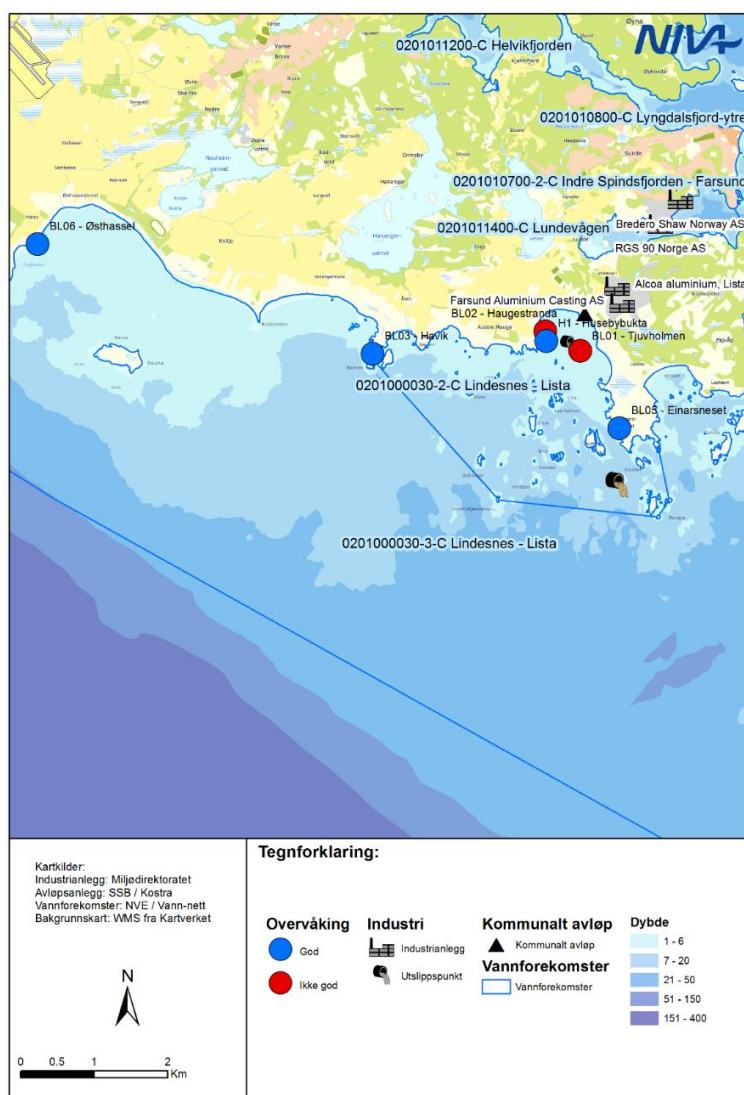 NIVA
0201011200-C Helvikfjorden
0201010800-C Lyngdalsfjord-ytre
0201010700-2-C Indre Spindsfjorden - Farsund
Bredero Shaw Norway AS
0201011400-C Lundevågen
RGS 90 Norge AS
BL06 - Østhassel
Alcoa aluminium, Lista
Farsund Aluminium Casting AS
BL02 - Haugestranda
H1 - Husebybukta
BL03 - Havik
BL01 - Tjuvholmen
0201000030-2-C Lindesnes - Lista
BL05 - Einarsneset
0201000030-3-C Lindesnes - Lista
Kartkilder:
Industrianlegg: Miljødirektoratet
Avløpsanlegg: SSB / Kostra
Vannforekomster: NVE / Vann-nett
Bakgrunnskart: WMS fra Kartverket
N
0 0.5 1 2
Km
Tegnforklaring:
Overvåking
God
Ikke god
Industri
Industrianlegg
Utslippspunkt
Kommunalt avløp
Kommunalt avløp
Vannforekomster
Vannforekomster
Dybde
1 - 6
7 - 20
21 - 50
51 - 150
151 - 400